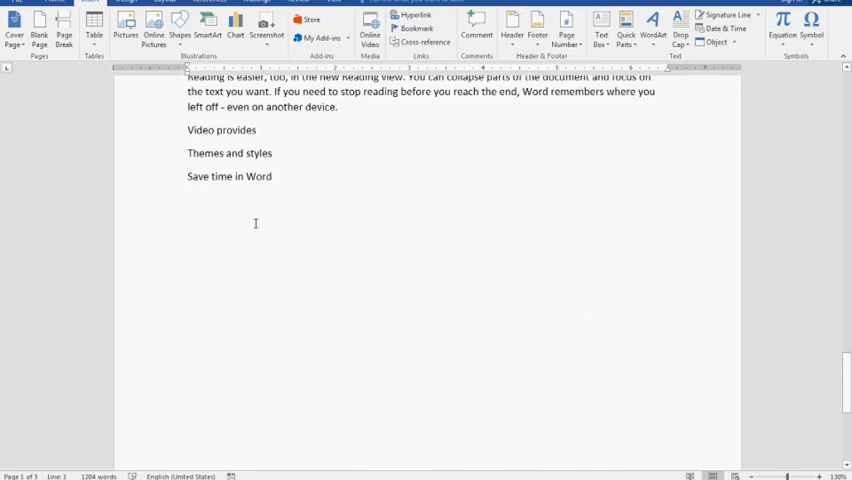 Store
My Add-ins
Hyperlink
Bookmark
Cross-reference
Signature Line
Date & Time
Object
Cover Page
Blank Page
Page Break
Table
Pictures
Online Pictures
Shapes
SmartArt
Chart
Screenshot
Online Video
Comment
Header
Footer
Page Number
Text Box
Quick Parts
WordArt
Drop Cap
Equation
Symbol
Pages
Illustrations
Add-ins
Media
Links
Comments
Header & Footer
Text
Symbols
Reading is easier, too, in the new Reading view. You can collapse parts of the document and focus on
the text you want. If you need to stop reading before you reach the end, Word remembers where you
left off - even on another device.
Video provides
Themes and styles
Save time in Word
Page 1 of 3 Line: 1 1204 words English (United States) 130%